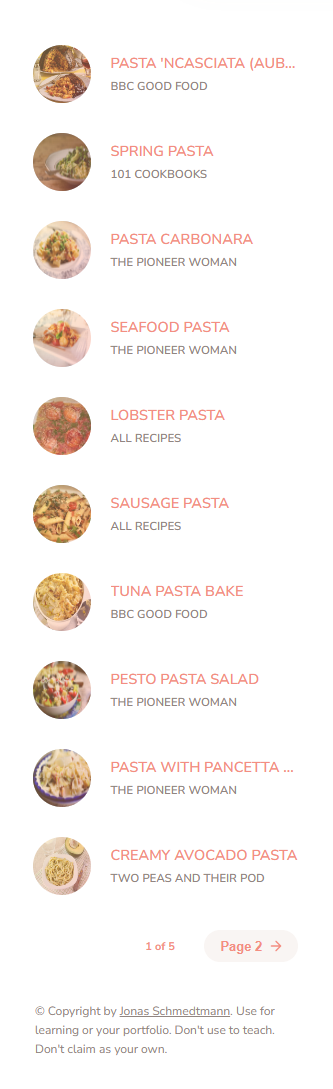 PASTA 'NCASCIATA (AUB...
BBC GOOD FOOD
SPRING PASTA
101 COOKBOOKS
PASTA CARBONARA
THE PIONEER WOMAN
SEAFOOD PASTA
THE PIONEER WOMAN
LOBSTER PASTA
ALL RECIPES
SAUSAGE PASTA
ALL RECIPES
TUNA PASTA BAKE
BBC GOOD FOOD
PESTO PASTA SALAD
THE PIONEER WOMAN
PASTA WITH PANCETTA ...
THE PIONEER WOMAN
CREAMY AVOCADO PASTA
TWO PEAS AND THEIR POD
1 of 5
Page 2 →
© Copyright by Jonas Schmedtmann. Use for
learning or your portfolio. Don't use to teach.
Don't claim as your own.